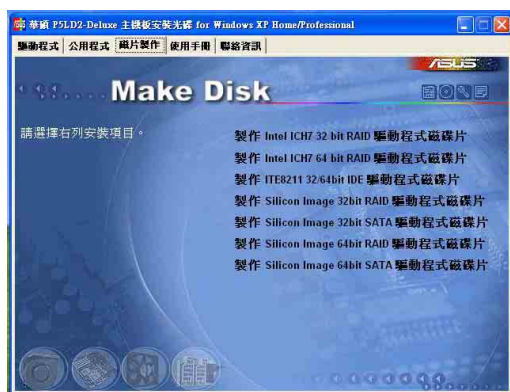 華碩 P5LD2-Deluxe 主機板安裝光碟 for Windows XP Home/Professional
驅動程式 公用程式 磁片製作 使用手冊 聯絡資訊
ASUS
Make Disk
請選擇右列安裝項目。
製作 Intel ICH7 32 bit RAID 驅動程式磁碟片
製作 Intel ICH7 64 bit RAID 驅動程式磁碟片
製作 ITE8211 32/64bit IDE 驅動程式磁碟片
製作 Silicon Image 32bit RAID 驅動程式磁碟片
製作 Silicon Image 32bit SATA 驅動程式磁碟片
製作 Silicon Image 64bit RAID 驅動程式磁碟片
製作 Silicon Image 64bit SATA 驅動程式磁碟片